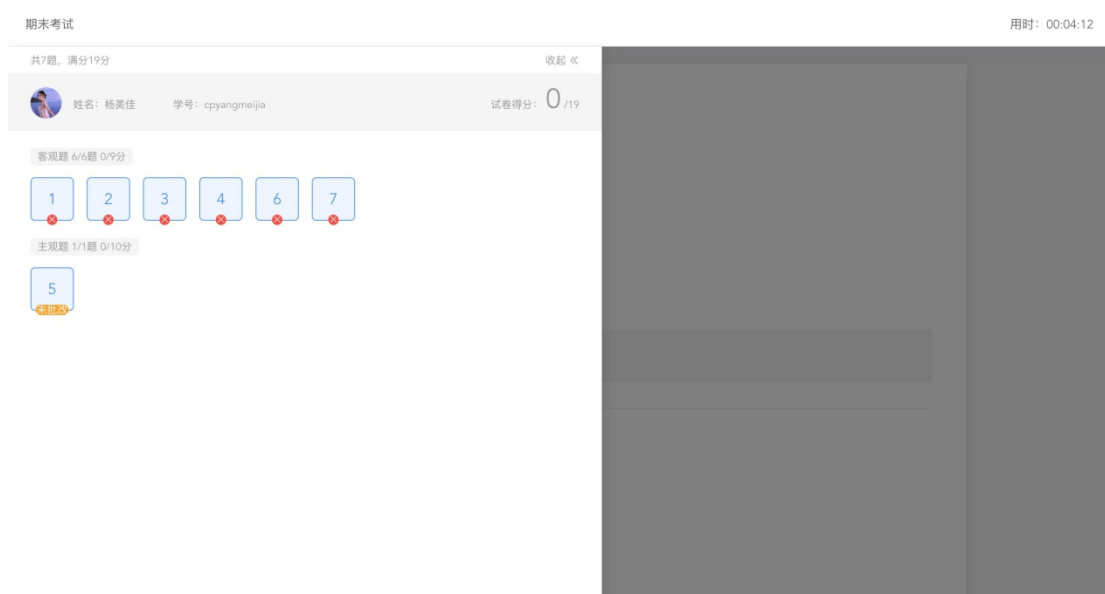 期末考试 用时：00:04:12
共7题，满分19分 收起 《
姓名：杨美佳 学号：cpyangmeijia 试卷得分：0/19
客观题 6/6题 0/9分
1 2 3 4 6 7
主观题 1/1题 0/10分
5
未批改